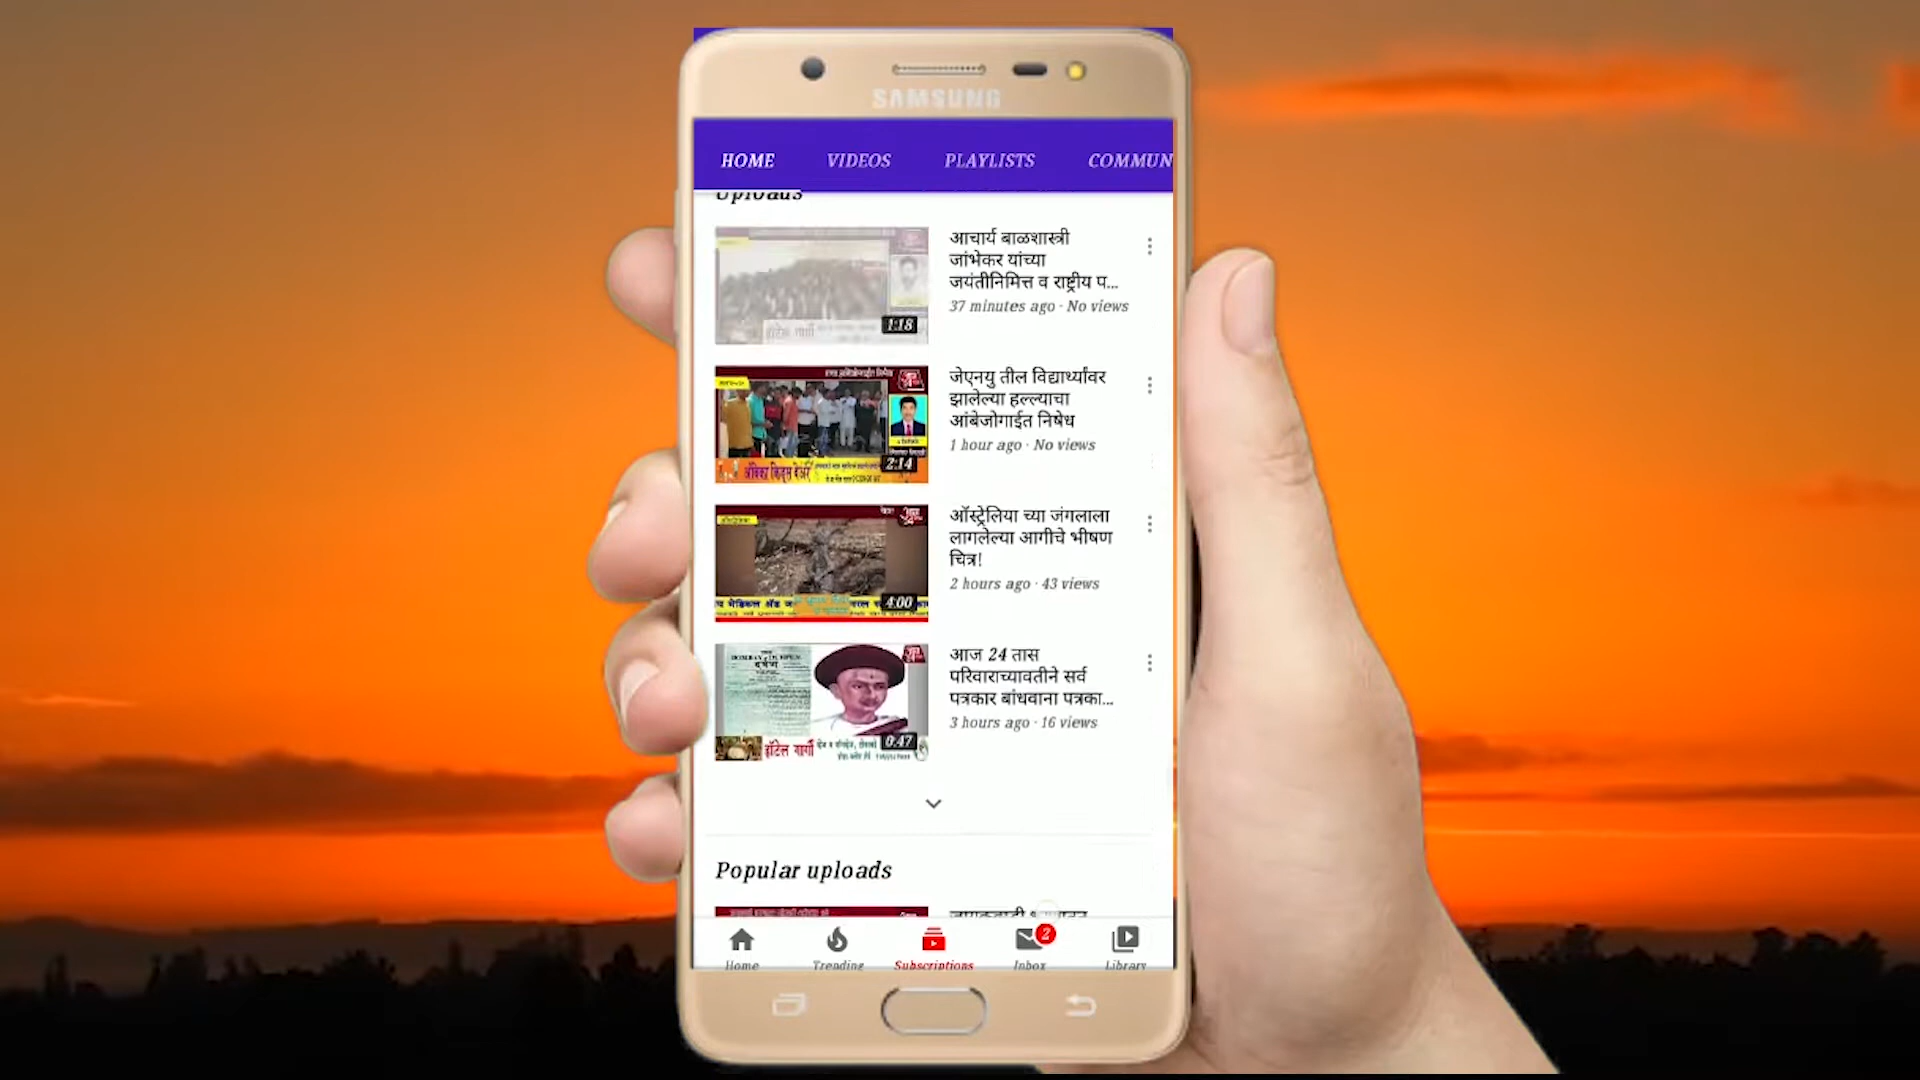 SAMSUNG
HOME VIDEOS PLAYLISTS COMMUN
Uploads
आचार्य बाळशास्त्री
जांभेकर यांच्या
जयंतीनिमित्त व राष्ट्रीय प...
37 minutes ago · No views
1:18
जेएनयु तील विद्यार्थ्यांवर
झालेल्या हल्ल्याचा
आंबेजोगाईत निषेध
1 hour ago · No views
2:14
ऑस्ट्रेलिया च्या जंगलाला
लागलेल्या आगीचे भीषण
चित्र!
2 hours ago · 43 views
4:00
आज 24 तास
परिवाराच्यावतीने सर्व
पत्रकार बांधवाना पत्रका...
3 hours ago · 16 views
हॉटेल गार्गी
0:47
Popular uploads
2
Home Trending Subscriptions Inbox Library